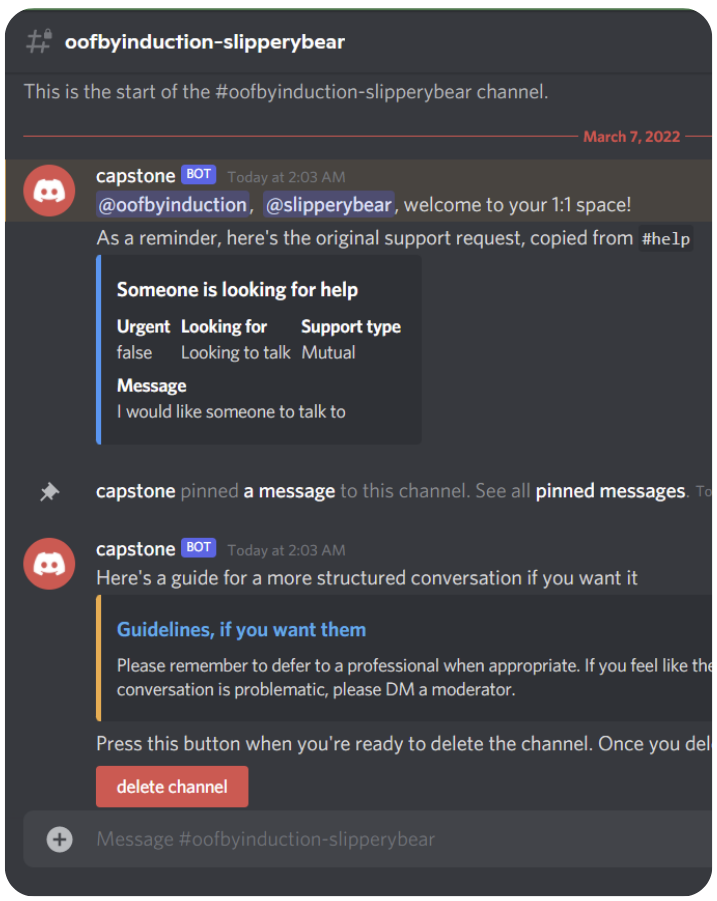 oofbyinduction-slipperybear
This is the start of the #oofbyinduction-slipperybear channel.
March 7, 2022
capstone BOT Today at 2:03 AM
@oofbyinduction, @slipperybear, welcome to your 1:1 space!
As a reminder, here's the original support request, copied from #help
Someone is looking for help
Urgent Looking for Support type
false Looking to talk Mutual
Message
I would like someone to talk to
capstone pinned a message to this channel. See all pinned messages. To
capstone BOT Today at 2:03 AM
Here's a guide for a more structured conversation if you want it
Guidelines, if you want them
Please remember to defer to a professional when appropriate. If you feel like the
conversation is problematic, please DM a moderator.
Press this button when you're ready to delete the channel. Once you del
delete channel
Message #oofbyinduction-slipperybear